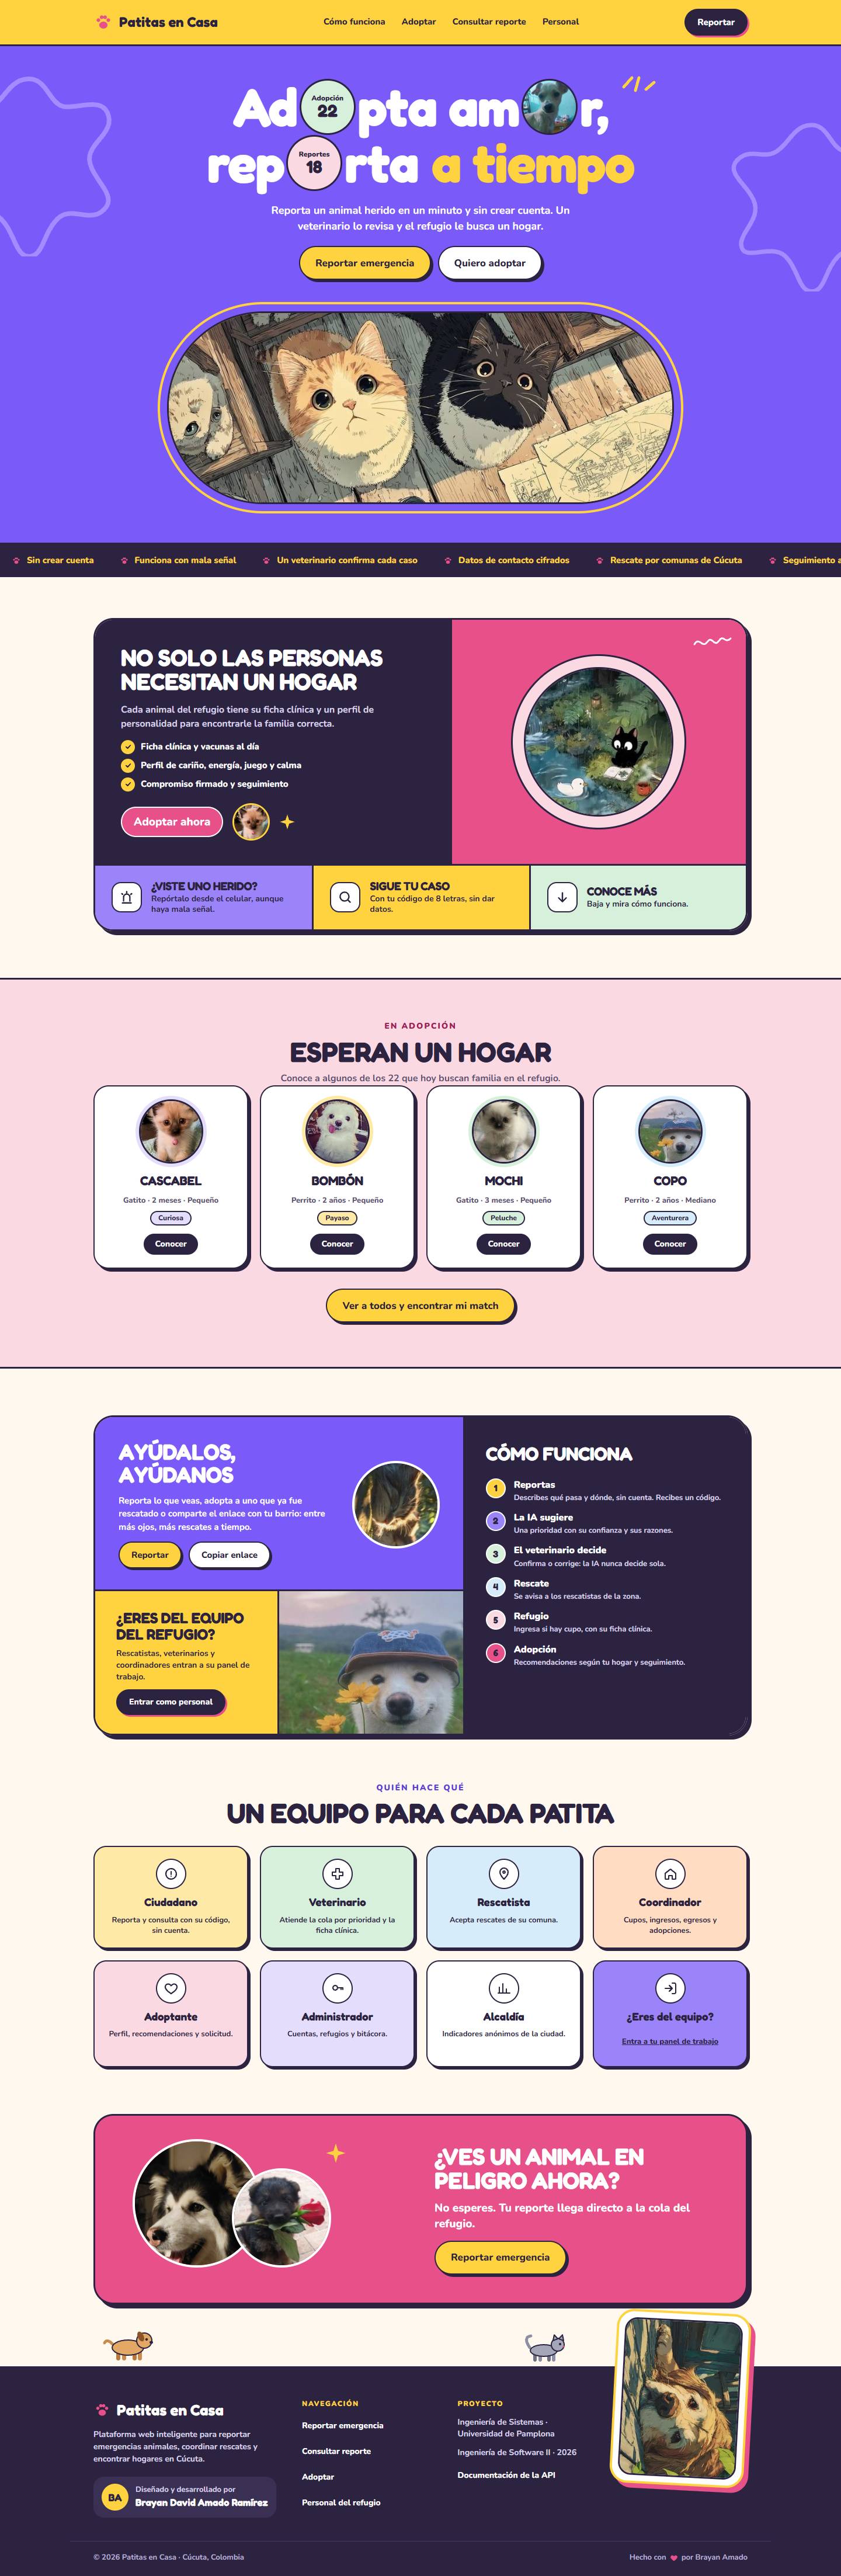 Patitas en Casa
Cómo funciona
Adoptar
Consultar reporte
Personal
Reportar
Ad
Adopción
22
pta am
r,
rep
Reportes
18
rta a tiempo
Reporta un animal herido en un minuto y sin crear cuenta. Un
veterinario lo revisa y el refugio le busca un hogar.
Reportar emergencia
Quiero adoptar
Sin crear cuenta
Funciona con mala señal
Un veterinario confirma cada caso
Datos de contacto cifrados
Rescate por comunas de Cúcuta
Seguimiento a
NO SOLO LAS PERSONAS
NECESITAN UN HOGAR
Cada animal del refugio tiene su ficha clínica y un perfil de
personalidad para encontrarle la familia correcta.
Ficha clínica y vacunas al día
Perfil de cariño, energía, juego y calma
Compromiso firmado y seguimiento
Adoptar ahora
¿VISTE UNO HERIDO?
Repórtalo desde el celular, aunque
haya mala señal.
SIGUE TU CASO
Con tu código de 8 letras, sin dar
datos.
CONOCE MÁS
Baja y mira cómo funciona.
EN ADOPCIÓN
ESPERAN UN HOGAR
Conoce a algunos de los 22 que hoy buscan familia en el refugio.
CASCABEL
Gatito · 2 meses · Pequeño
Curiosa
Conocer
BOMBÓN
Perrito · 2 años · Pequeño
Payaso
Conocer
MOCHI
Gatito · 3 meses · Pequeño
Peluche
Conocer
COPO
Perrito · 2 años · Mediano
Aventurera
Conocer
Ver a todos y encontrar mi match
AYÚDALOS,
AYÚDANOS
Reporta lo que veas, adopta a uno que ya fue
rescatado o comparte el enlace con tu barrio: entre
más ojos, más rescates a tiempo.
Reportar
Copiar enlace
¿ERES DEL EQUIPO
DEL REFUGIO?
Rescatistas, veterinarios y
coordinadores entran a su panel de
trabajo.
Entrar como personal
CÓMO FUNCIONA
1
Reportas
Describes qué pasa y dónde, sin cuenta. Recibes un código.
2
La IA sugiere
Una prioridad con su confianza y sus razones.
3
El veterinario decide
Confirma o corrige: la IA nunca decide sola.
4
Rescate
Se avisa a los rescatistas de la zona.
5
Refugio
Ingresa si hay cupo, con su ficha clínica.
6
Adopción
Recomendaciones según tu hogar y seguimiento.
QUIÉN HACE QUÉ
UN EQUIPO PARA CADA PATITA
Ciudadano
Reporta y consulta con su código,
sin cuenta.
Veterinario
Atiende la cola por prioridad y la
ficha clínica.
Rescatista
Acepta rescates de su comuna.
Coordinador
Cupos, ingresos, egresos y
adopciones.
Adoptante
Perfil, recomendaciones y solicitud.
Administrador
Cuentas, refugios y bitácora.
Alcaldía
Indicadores anónimos de la ciudad.
¿Eres del equipo?
Entra a tu panel de trabajo
¿VES UN ANIMAL EN
PELIGRO AHORA?
No esperes. Tu reporte llega directo a la cola del
refugio.
Reportar emergencia
Patitas en Casa
Plataforma web inteligente para reportar
emergencias animales, coordinar rescates y
encontrar hogares en Cúcuta.
BA
Diseñado y desarrollado por
Brayan David Amado Ramírez
NAVEGACIÓN
Reportar emergencia
Consultar reporte
Adoptar
Personal del refugio
PROYECTO
Ingeniería de Sistemas ·
Universidad de Pamplona
Ingeniería de Software II · 2026
Documentación de la API
© 2026 Patitas en Casa · Cúcuta, Colombia
Hecho con
por Brayan Amado